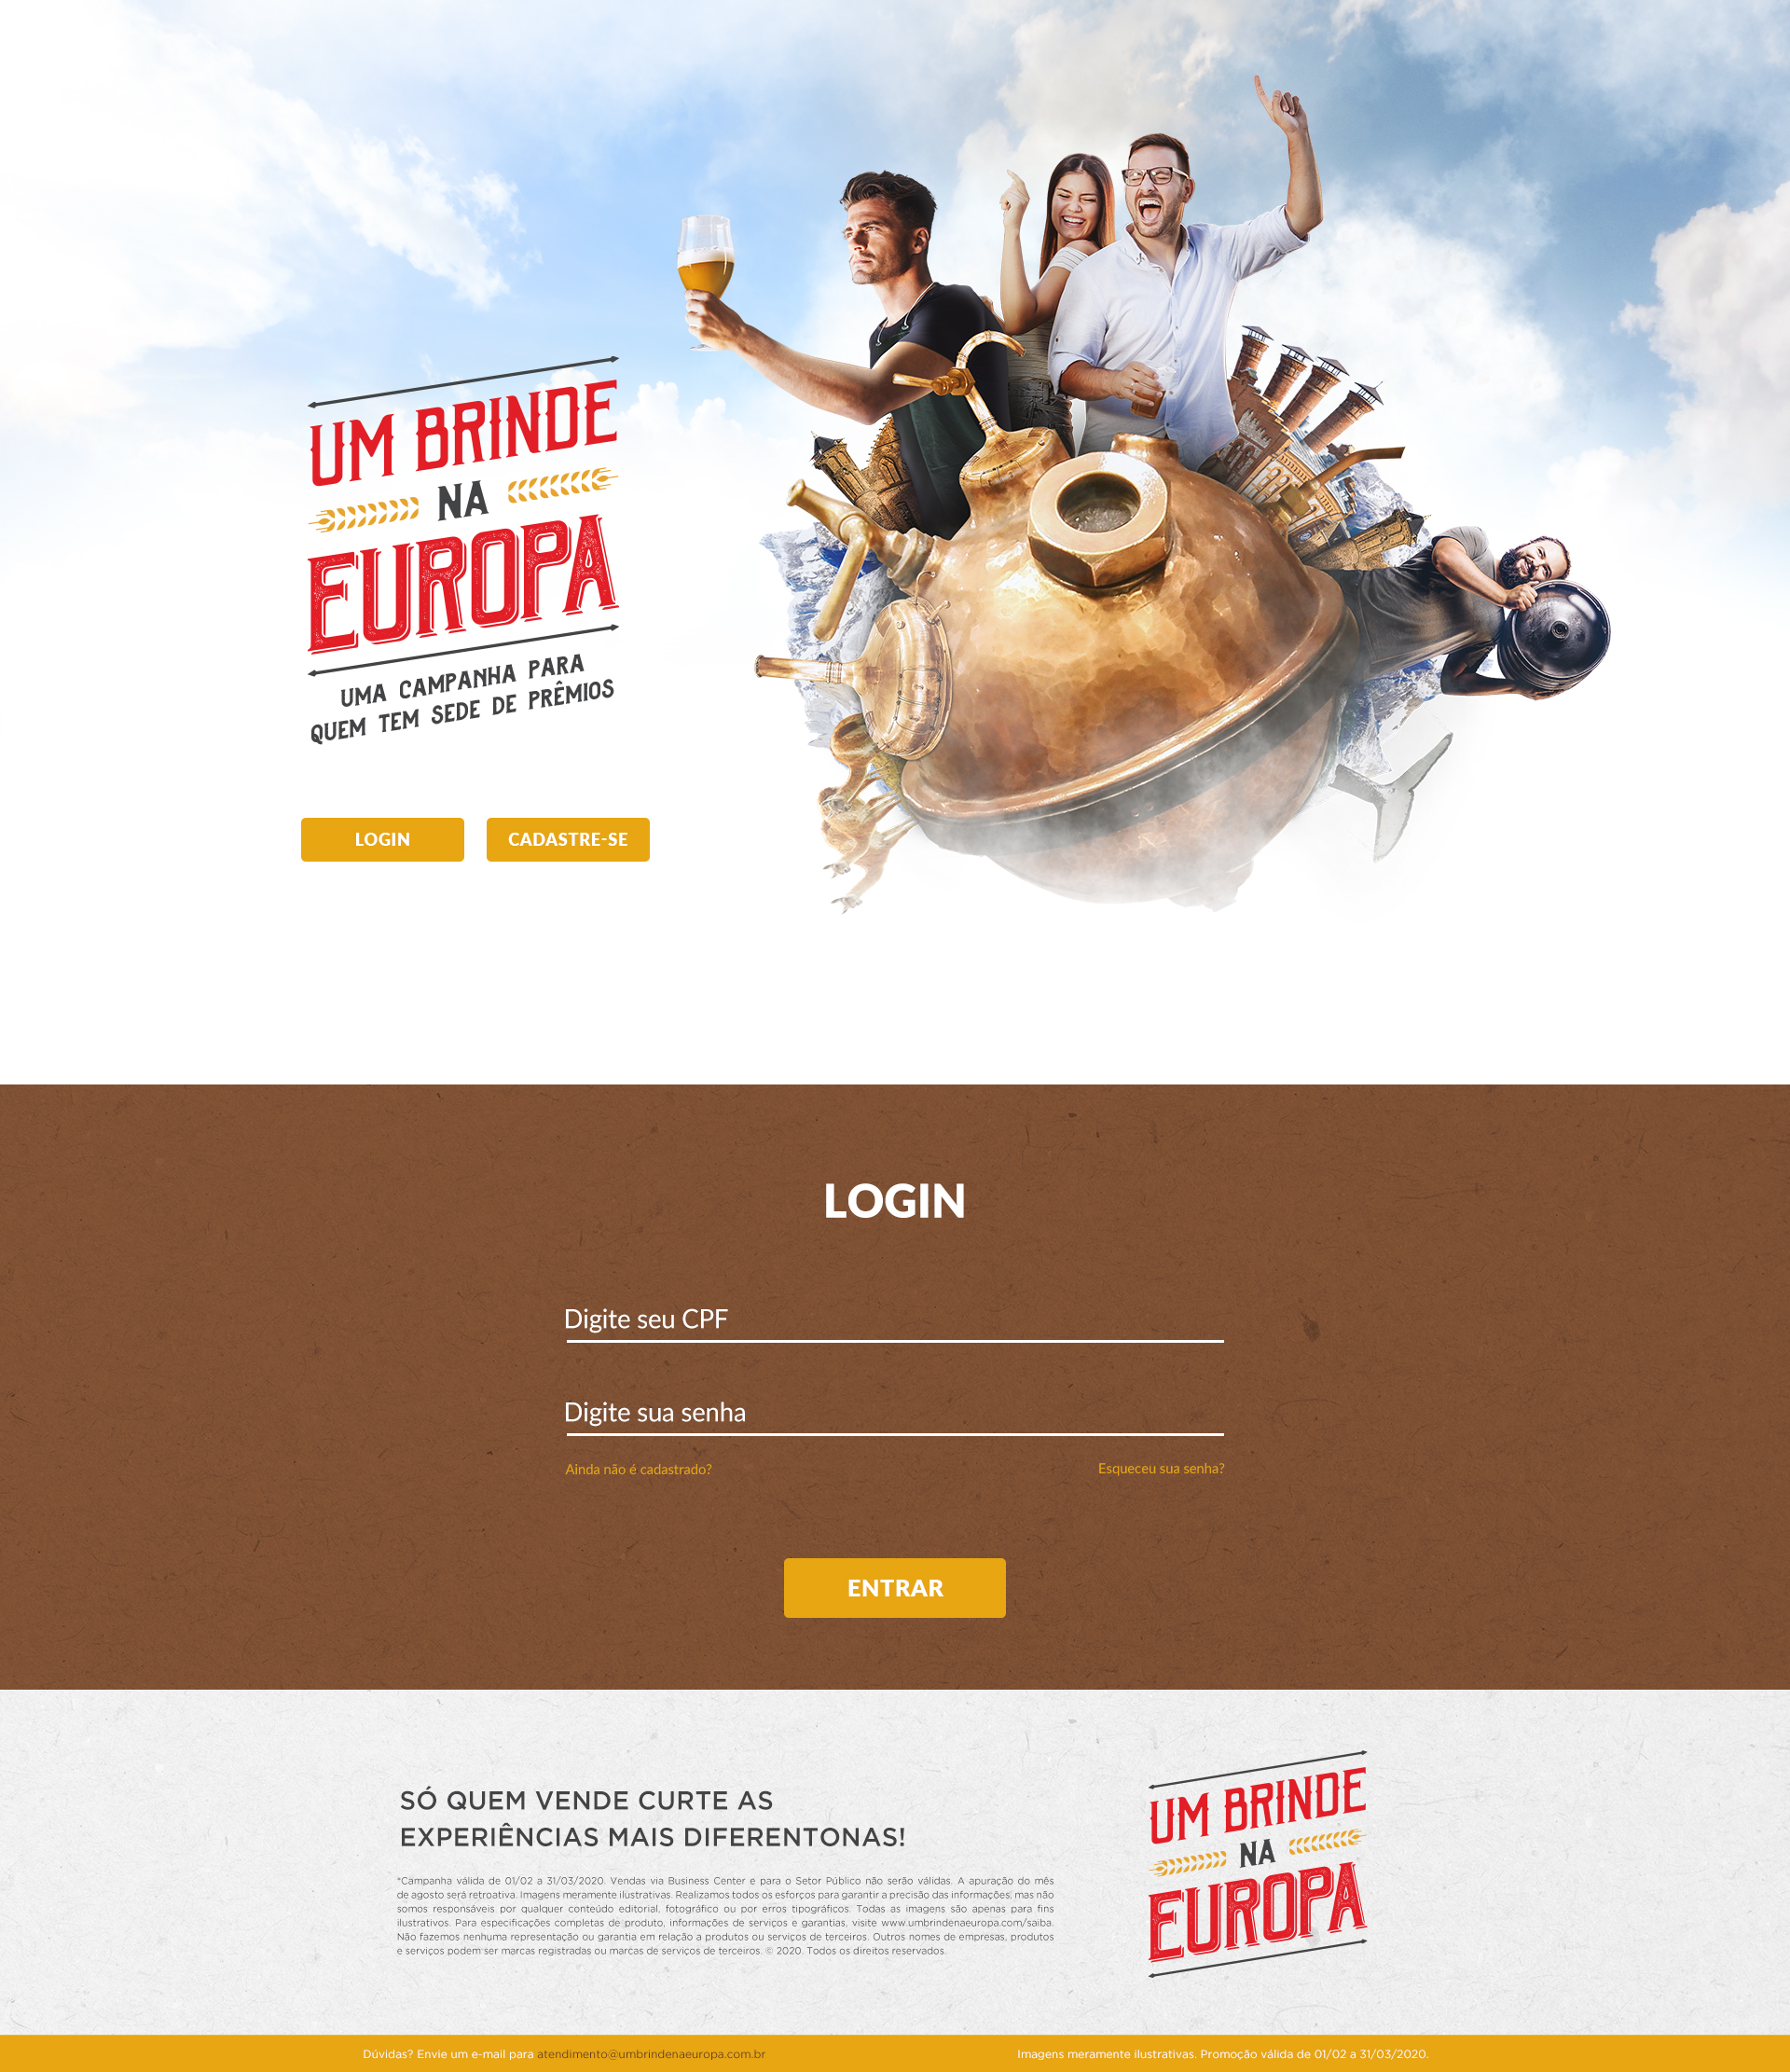 UM BRINDE
NA
EUROPA
UMA CAMPANHA PARA
QUEM TEM SEDE DE PRÊMIOS
LOGIN
CADASTRE-SE
LOGIN
Digite seu CPF
Digite sua senha
Ainda não é cadastrado?
Esqueceu sua senha?
ENTRAR
SÓ QUEM VENDE CURTE AS
EXPERIÊNCIAS MAIS DIFERENTONAS!
*Campanha válida de 01/02 a 31/03/2020. Vendas via Business Center e para o Setor Público não serão válidas. A apuração do mês
de agosto será retroativa. Imagens meramente ilustrativas. Realizamos todos os esforços para garantir a precisão das informações, mas não
somos responsáveis por qualquer conteúdo editorial, fotográfico ou por erros tipográficos. Todas as imagens são apenas para fins
ilustrativos. Para especificações completas de produto, informações de serviços e garantias, visite www.umbrindenaeuropa.com/saiba.
Não fazemos nenhuma representação ou garantia em relação a produtos ou serviços de terceiros. Outros nomes de empresas, produtos
e serviços podem ser marcas registradas ou marcas de serviços de terceiros. © 2020. Todos os direitos reservados.
UM BRINDE
NA
EUROPA
Dúvidas? Envie um e-mail para atendimento@umbrindenaeuropa.com.br
Imagens meramente ilustrativas. Promoção válida de 01/02 a 31/03/2020.